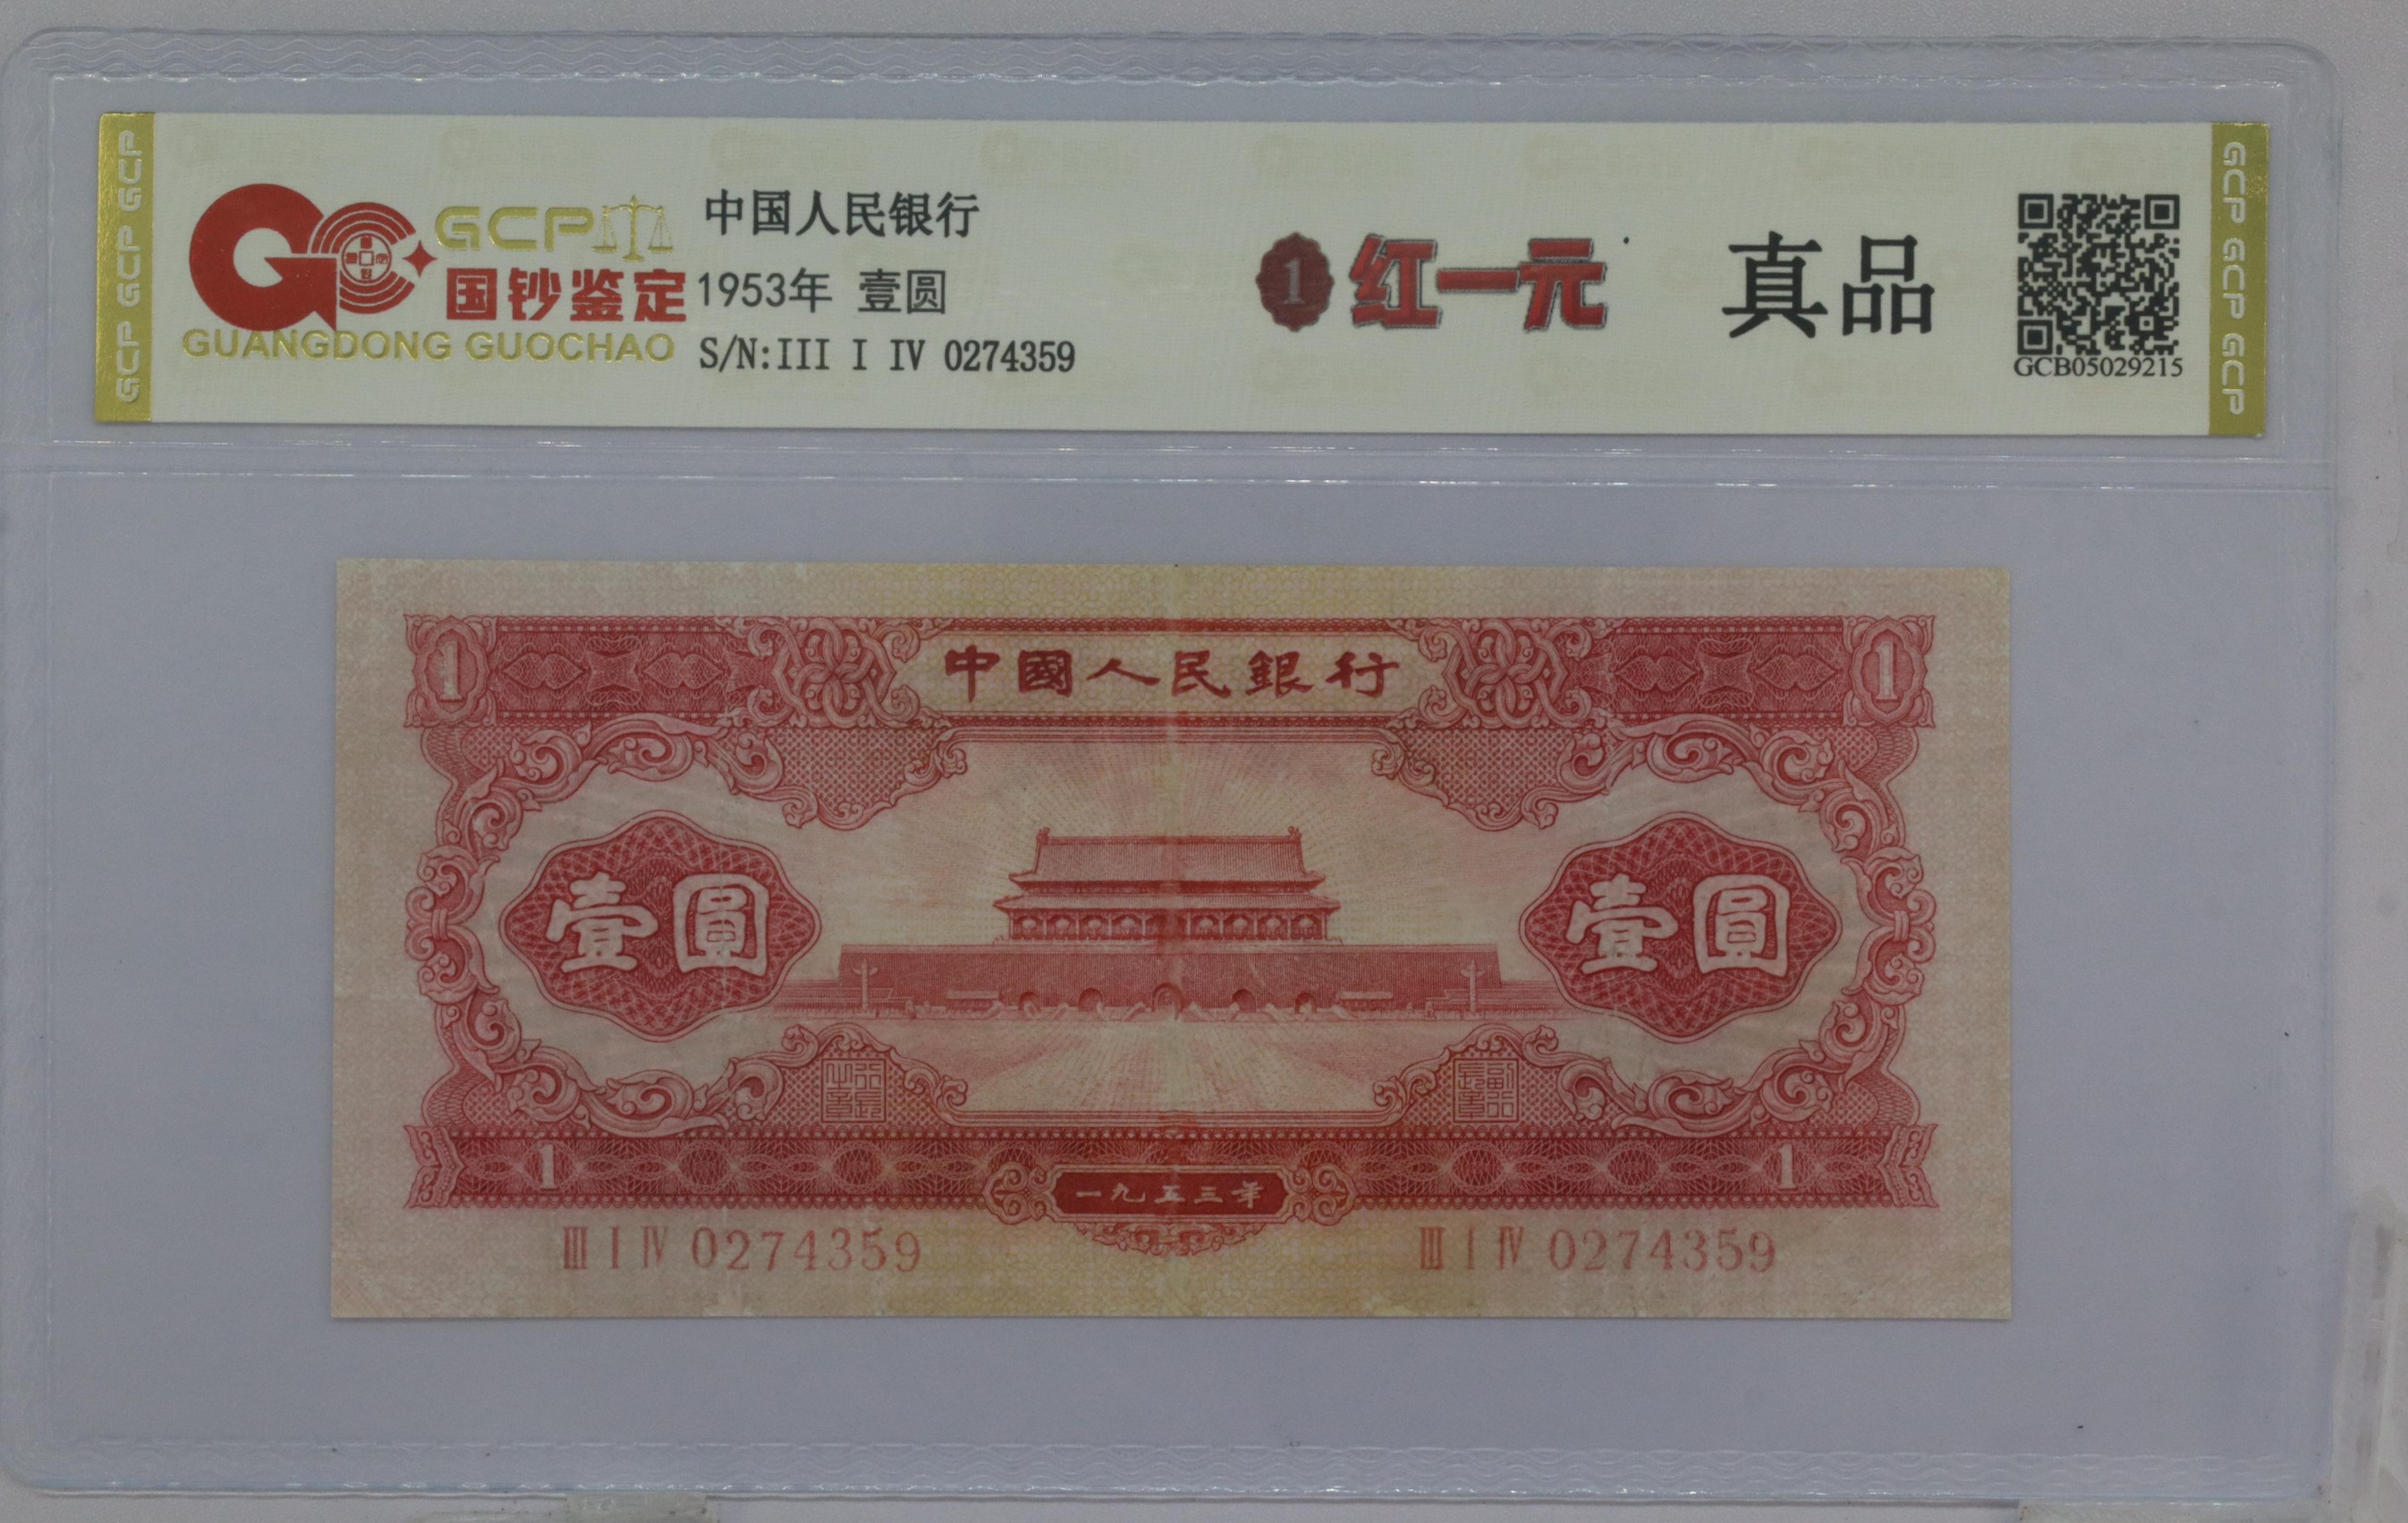 GCP GCP GCP
GCP
国钞鉴定
GUANGDONG GUOCHAO
中国人民银行
1953年 壹圆
S/N:III I IV 0274359
1 红一元
真品
GCB05029215
GCP GCP GCP
1 中國人民銀行 1
壹圓 壹圓
1 一九五三年 1
Ⅲ Ⅰ Ⅳ 0274359 Ⅲ Ⅰ Ⅳ 0274359